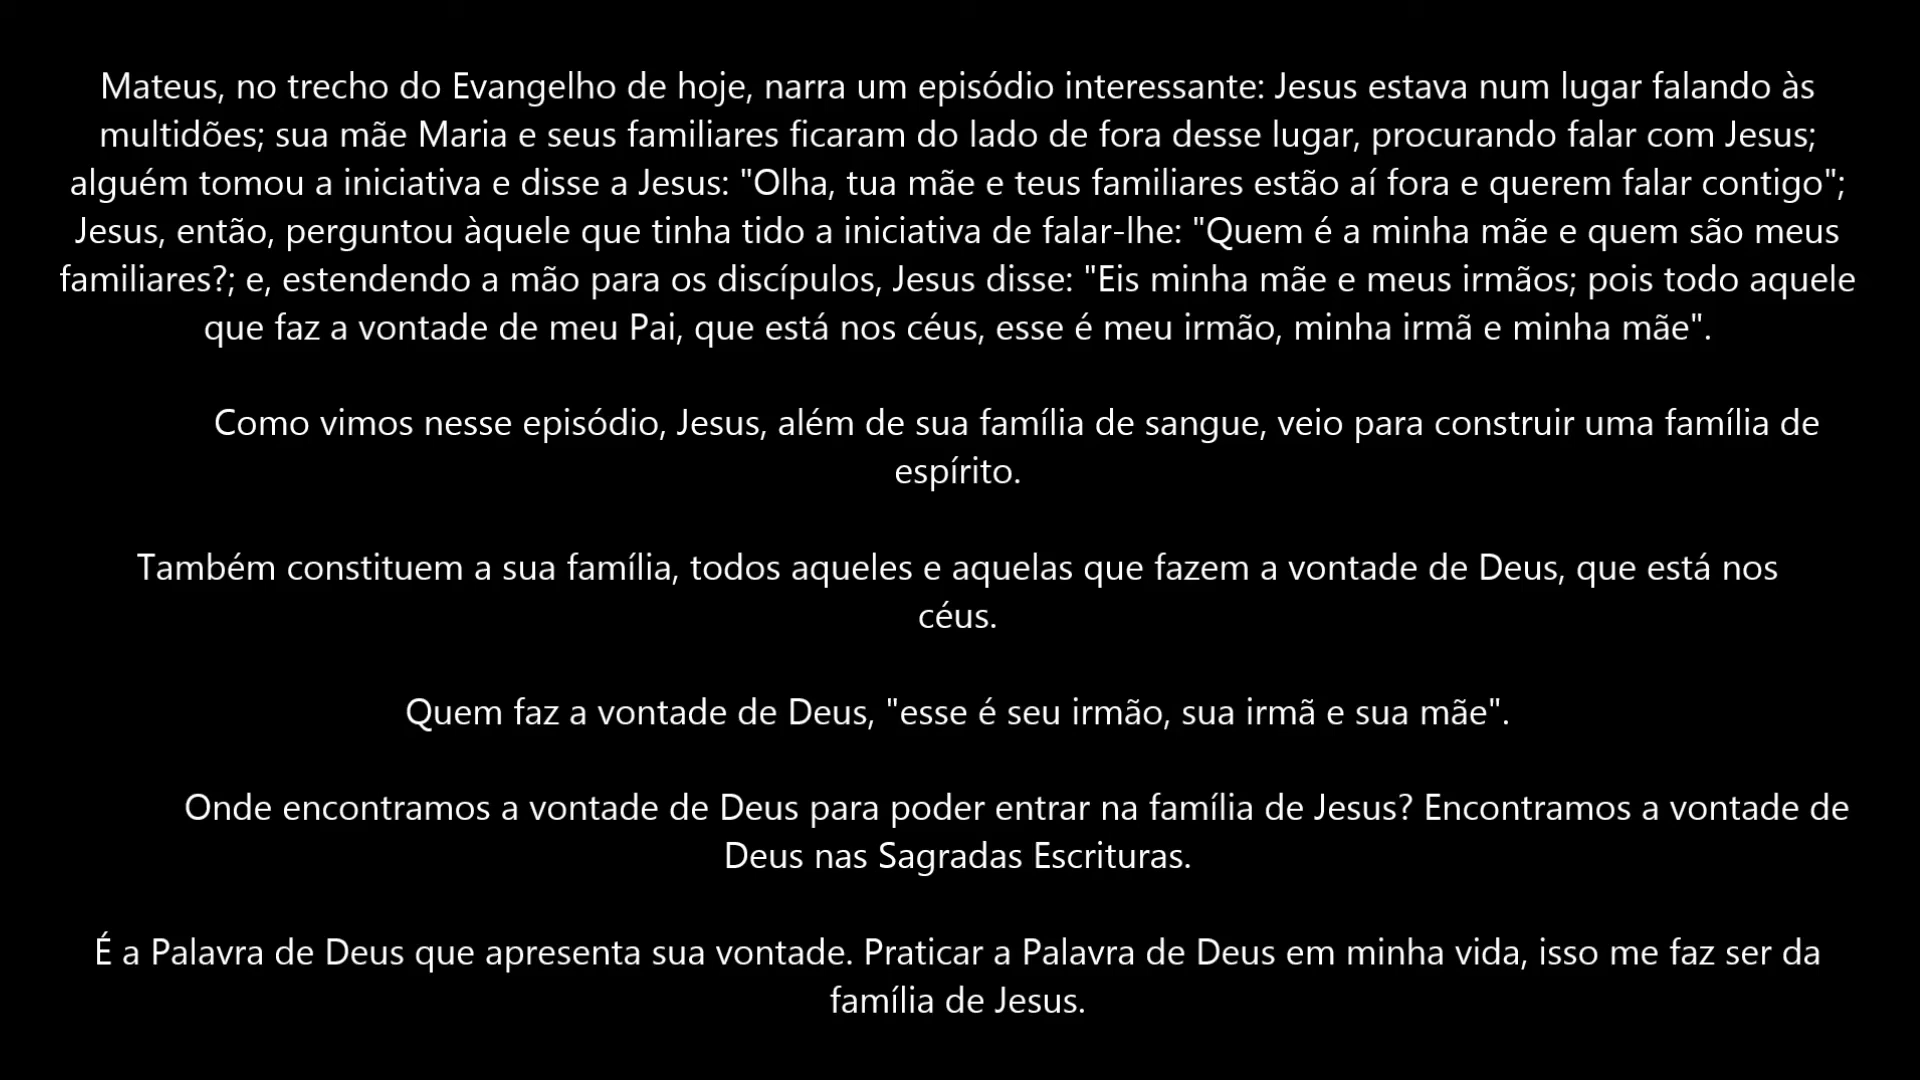 Mateus, no trecho do Evangelho de hoje, narra um episódio interessante: Jesus estava num lugar falando às
multidões; sua mãe Maria e seus familiares ficaram do lado de fora desse lugar, procurando falar com Jesus;
alguém tomou a iniciativa e disse a Jesus: "Olha, tua mãe e teus familiares estão aí fora e querem falar contigo";
Jesus, então, perguntou àquele que tinha tido a iniciativa de falar-lhe: "Quem é a minha mãe e quem são meus
familiares?; e, estendendo a mão para os discípulos, Jesus disse: "Eis minha mãe e meus irmãos; pois todo aquele
que faz a vontade de meu Pai, que está nos céus, esse é meu irmão, minha irmã e minha mãe".
Como vimos nesse episódio, Jesus, além de sua família de sangue, veio para construir uma família de
espírito.
Também constituem a sua família, todos aqueles e aquelas que fazem a vontade de Deus, que está nos
céus.
Quem faz a vontade de Deus, "esse é seu irmão, sua irmã e sua mãe".
Onde encontramos a vontade de Deus para poder entrar na família de Jesus? Encontramos a vontade de
Deus nas Sagradas Escrituras.
É a Palavra de Deus que apresenta sua vontade. Praticar a Palavra de Deus em minha vida, isso me faz ser da
família de Jesus.